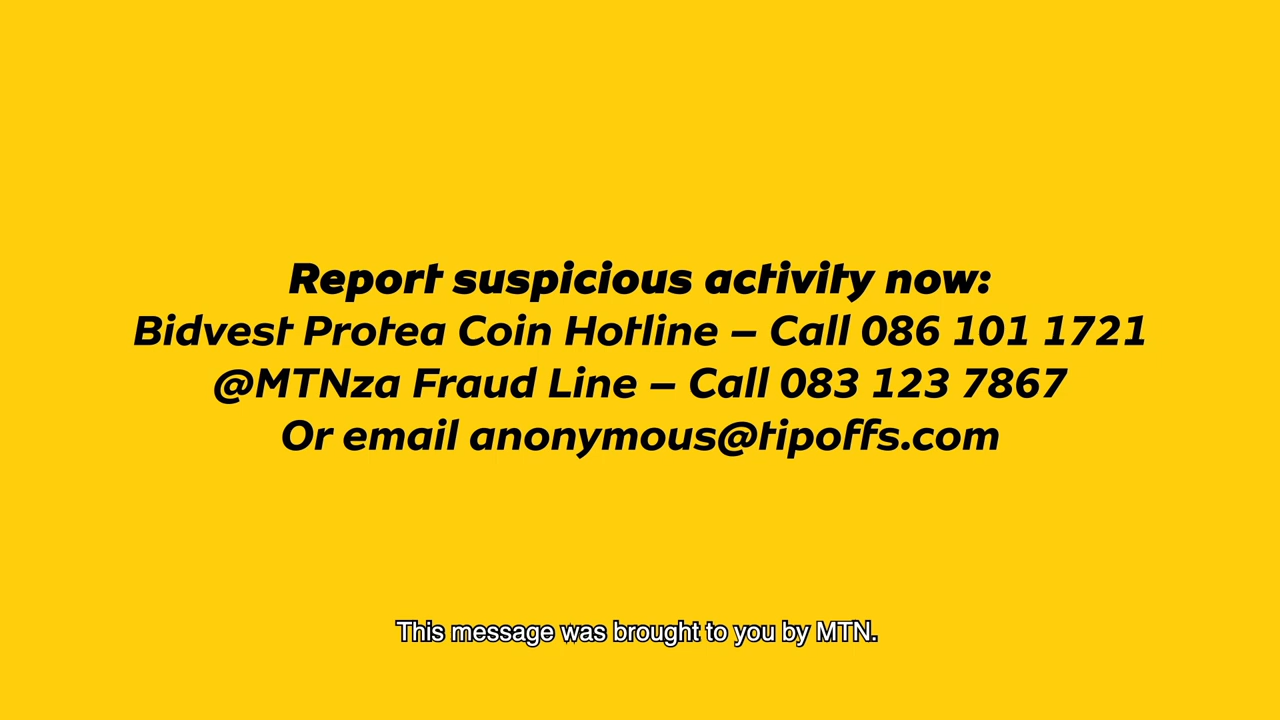 Report suspicious activity now:
Bidvest Protea Coin Hotline – Call 086 101 1721
@MTNza Fraud Line – Call 083 123 7867
Or email anonymous@tipoffs.com
This message was brought to you by MTN.